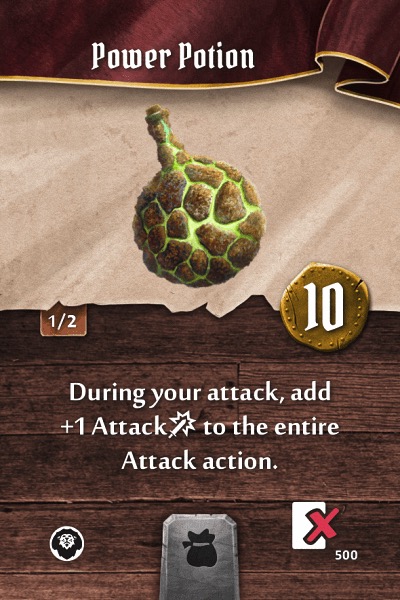 Power Potion
1/2
10
During your attack, add
+1 Attack to the entire
Attack action.
500